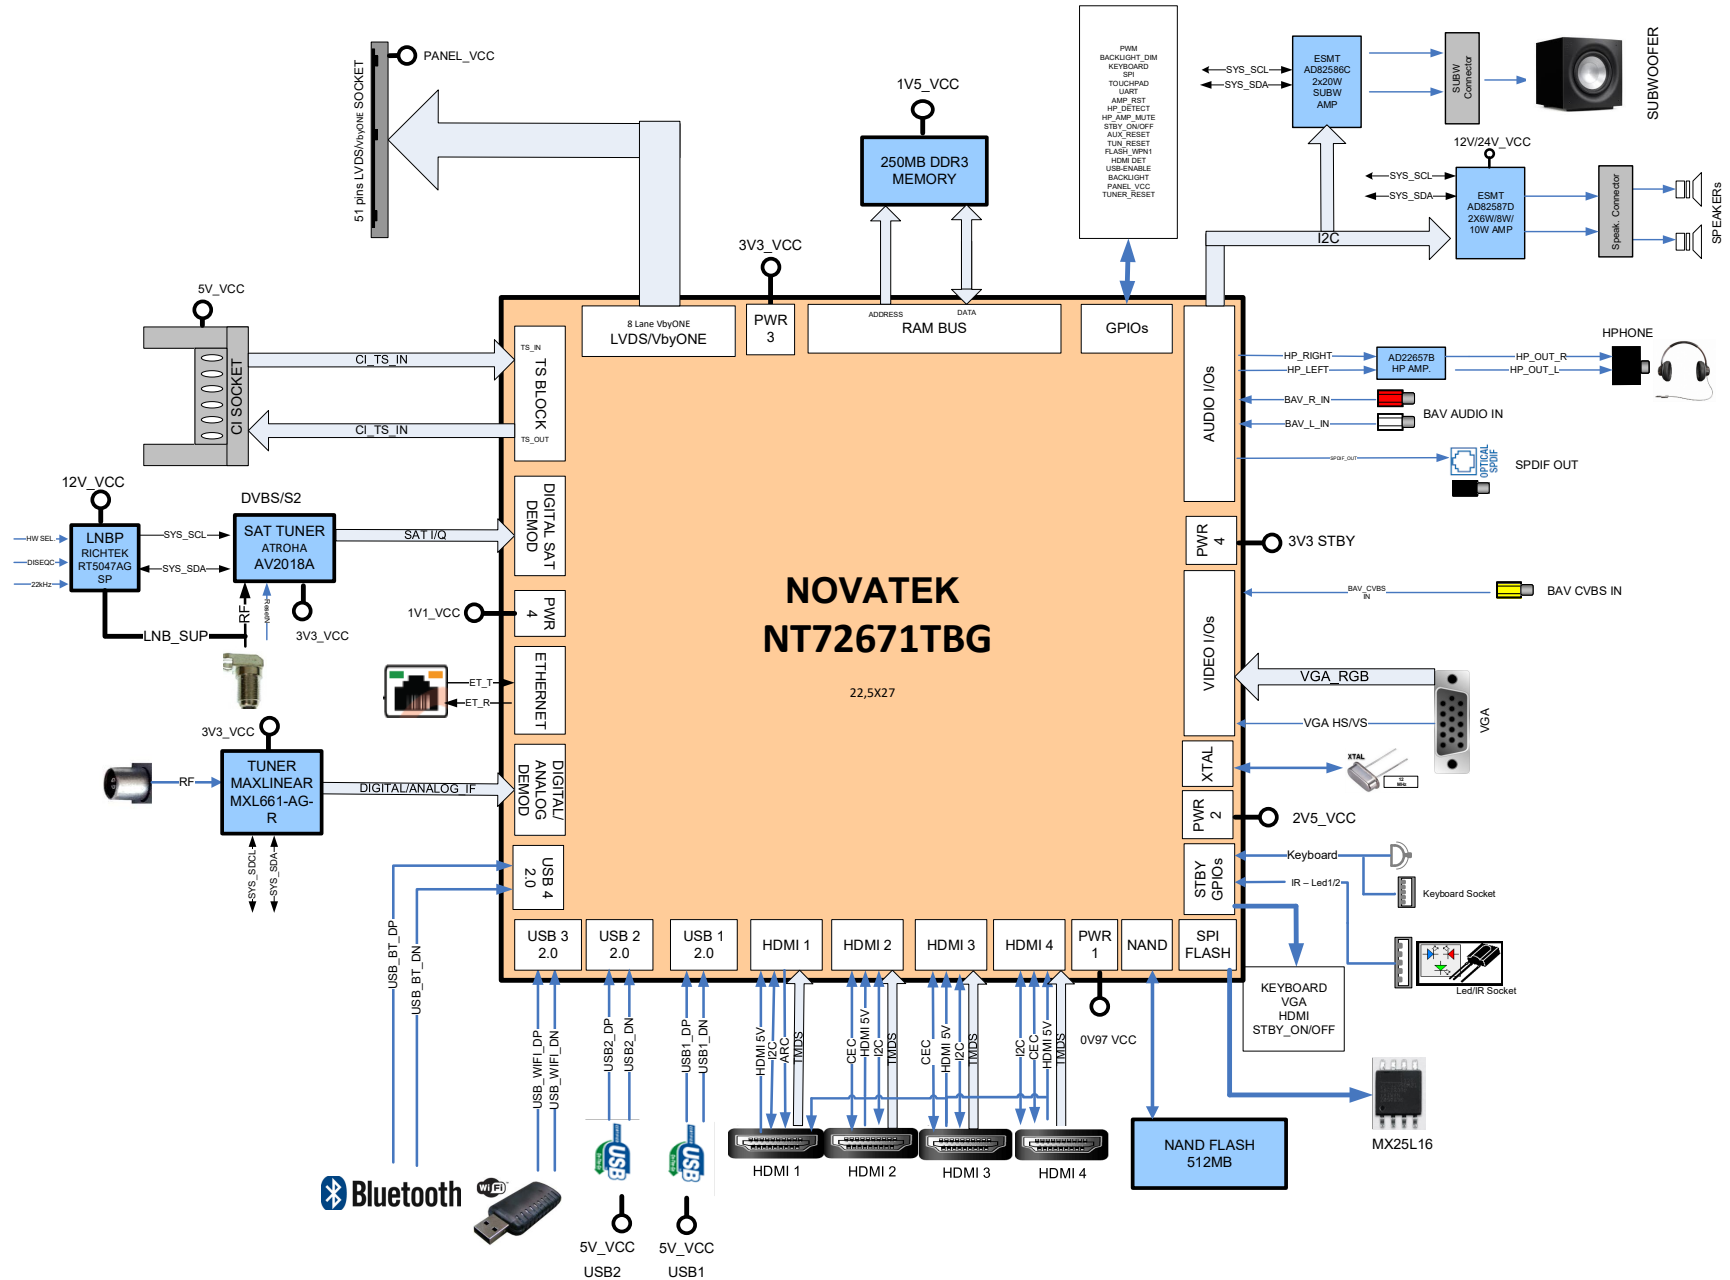 PANEL_VCC
51 pins LVDS/VbyONE SOCKET
1V5_VCC
250MB DDR3
MEMORY
3V3_VCC
PWM
BACKLIGHT_DIM
KEYBOARD
SPI
TOUCHPAD
UART
AMP_RST
HP_DETECT
HP_AMP_MUTE
STBY_ON/OFF
AUX_RESET
TUN_RESET
FLASH_WPN1
HDMI DET
USB-ENABLE
BACKLIGHT
PANEL_VCC
TUNER_RESET
SYS_SCL
SYS_SDA
ESMT
AD82586C
2x20W
SUBW
AMP
SUBW
Connector
SUBWOOFER
12V/24V_VCC
SYS_SCL
SYS_SDA
ESMT
AD82587D
2X6W/8W/
10W AMP
Speak. Connector
SPEAKERs
I2C
5V_VCC
CI SOCKET
CI_TS_IN
CI_TS_IN
TS_IN
TS BLOCK
TS_OUT
8 Lane VbyONE
LVDS/VbyONE
PWR
3
ADDRESS
DATA
RAM BUS
GPIOs
AUDIO I/Os
HP_RIGHT
HP_LEFT
AD22657B
HP AMP.
HP_OUT_R
HP_OUT_L
HPHONE
BAV_R_IN
BAV_L_IN
BAV AUDIO IN
SPDIF_OUT
OPTICAL
SPDIF
SPDIF OUT
12V_VCC
HW SEL.
DISEQC
22kHz
LNBP
RICHTEK
RT5047AG
SP
SYS_SCL
SYS_SDA
DVBS/S2
SAT TUNER
ATROHA
AV2018A
SAT I/Q
DIGITAL SAT
DEMOD
LNB_SUP
RF
3V3_VCC
1V1_VCC
PWR
4
ET_T
ET_R
ETHERNET
NOVATEK
NT72671TBG
22,5X27
PWR
4
3V3 STBY
VIDEO I/Os
BAV_CVBS
IN
BAV CVBS IN
VGA_RGB
VGA HS/VS
VGA
3V3_VCC
RF
TUNER
MAXLINEAR
MXL661-AG-
R
DIGITAL/ANALOG_IF
DIGITAL/
ANALOG
DEMOD
SYS_SDCL
SYS_SDA
XTAL
XTAL
12
MHz
PWR
2
2V5_VCC
STBY
GPIOs
Keyboard
IR – Led1/2
Keyboard Socket
Led/IR Socket
KEYBOARD
VGA
HDMI
STBY_ON/OFF
USB 4
2.0
USB 3
2.0
USB 2
2.0
USB 1
2.0
HDMI 1
HDMI 2
HDMI 3
HDMI 4
PWR
1
NAND
SPI
FLASH
USB_BT_DP
USB_BT_DN
USB_WIFI_DP
USB_WIFI_DN
USB2_DP
USB2_DN
USB1_DP
USB1_DN
HDMI 5V
I2C
ARC
TMDS
CEC
HDMI 5V
I2C
TMDS
CEC
HDMI 5V
I2C
TMDS
I2C
CEC
HDMI 5V
TMDS
0V97 VCC
HDMI 1
HDMI 2
HDMI 3
HDMI 4
NAND FLASH
512MB
MX25L16
Bluetooth
WiFi
USB
USB
5V_VCC
USB2
5V_VCC
USB1